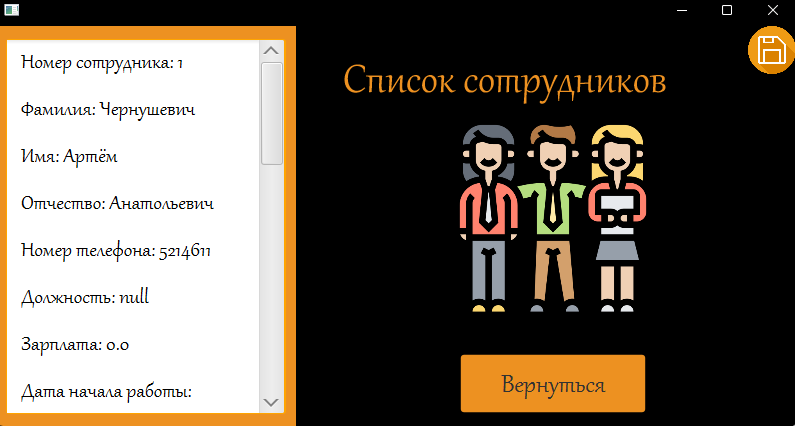 Номер сотрудника: 1
Фамилия: Чернушевич
Имя: Артём
Отчество: Анатольевич
Номер телефона: 5214611
Должность: null
Зарплата: 0.0
Дата начала работы:
Список сотрудников
Вернуться